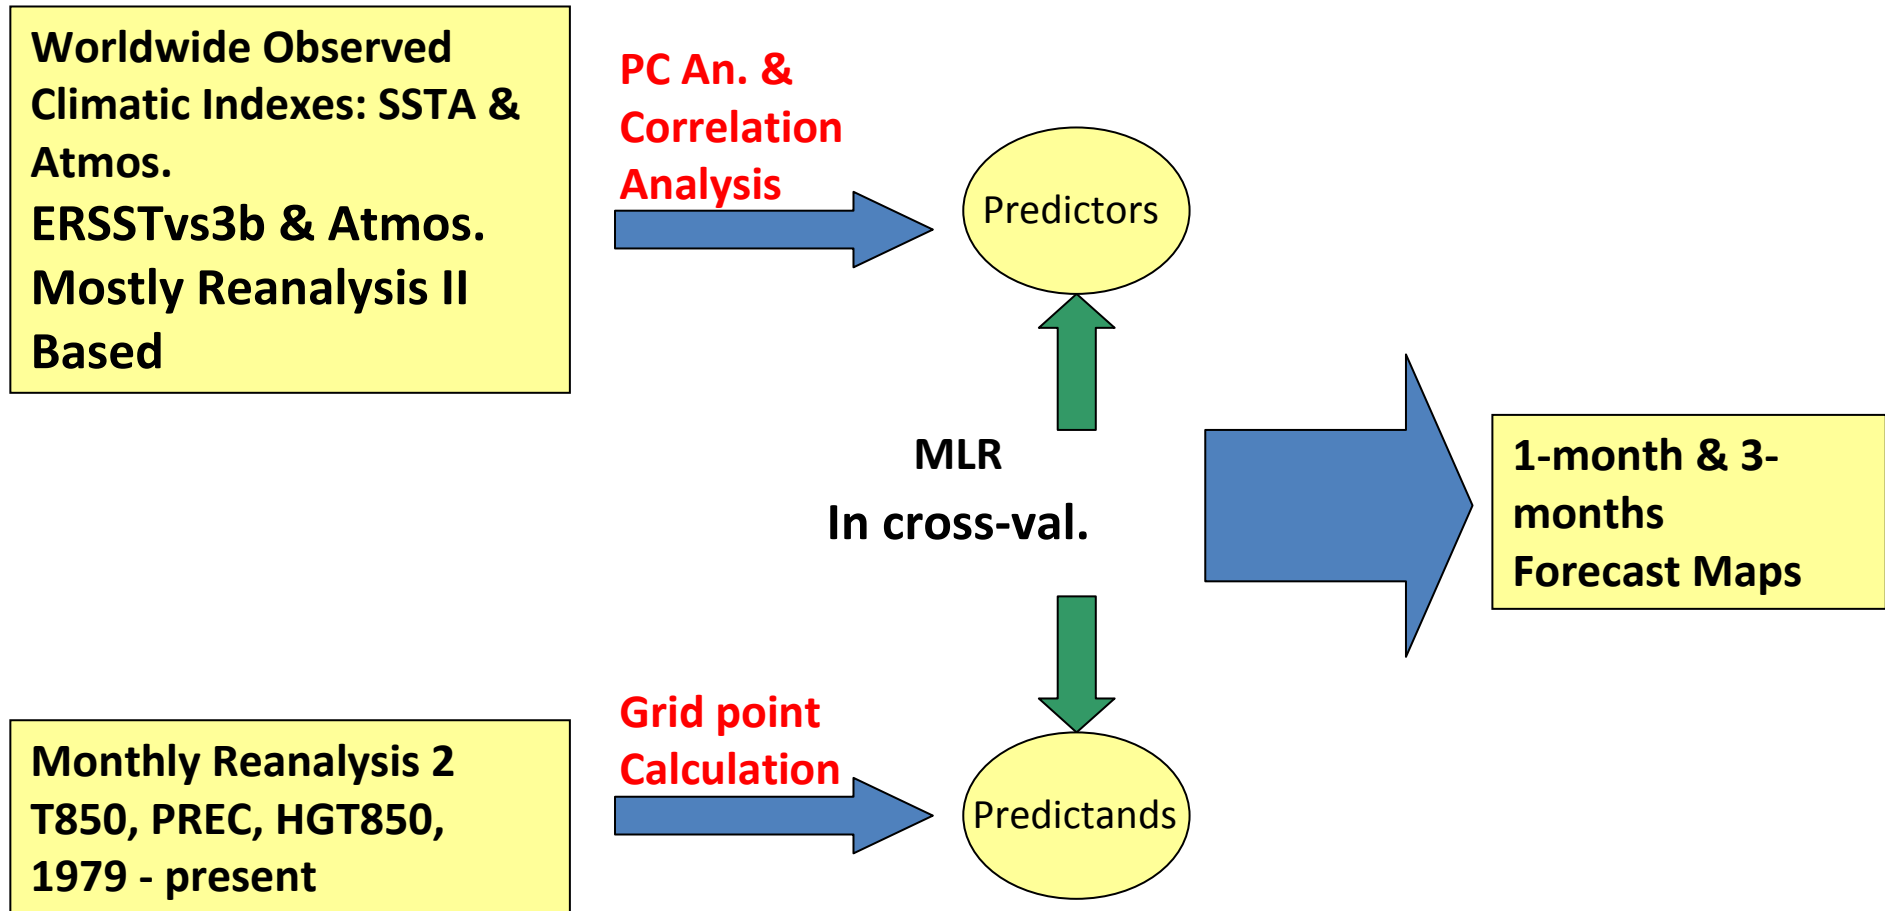 Worldwide Observed
Climatic Indexes: SSTA &
Atmos.
ERSSTvs3b & Atmos.
Mostly Reanalysis II
Based
PC An. &
Correlation
Analysis
Predictors
MLR
In cross-val.
1-month & 3-
months
Forecast Maps
Monthly Reanalysis 2
T850, PREC, HGT850,
1979 - present
Grid point
Calculation
Predictands